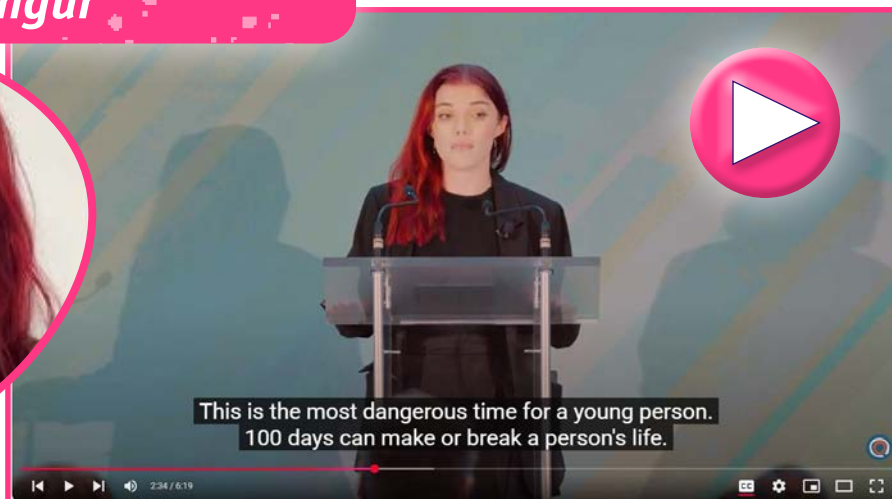 This is the most dangerous time for a young person.
100 days can make or break a person's life.
2:34 / 6:19
CC